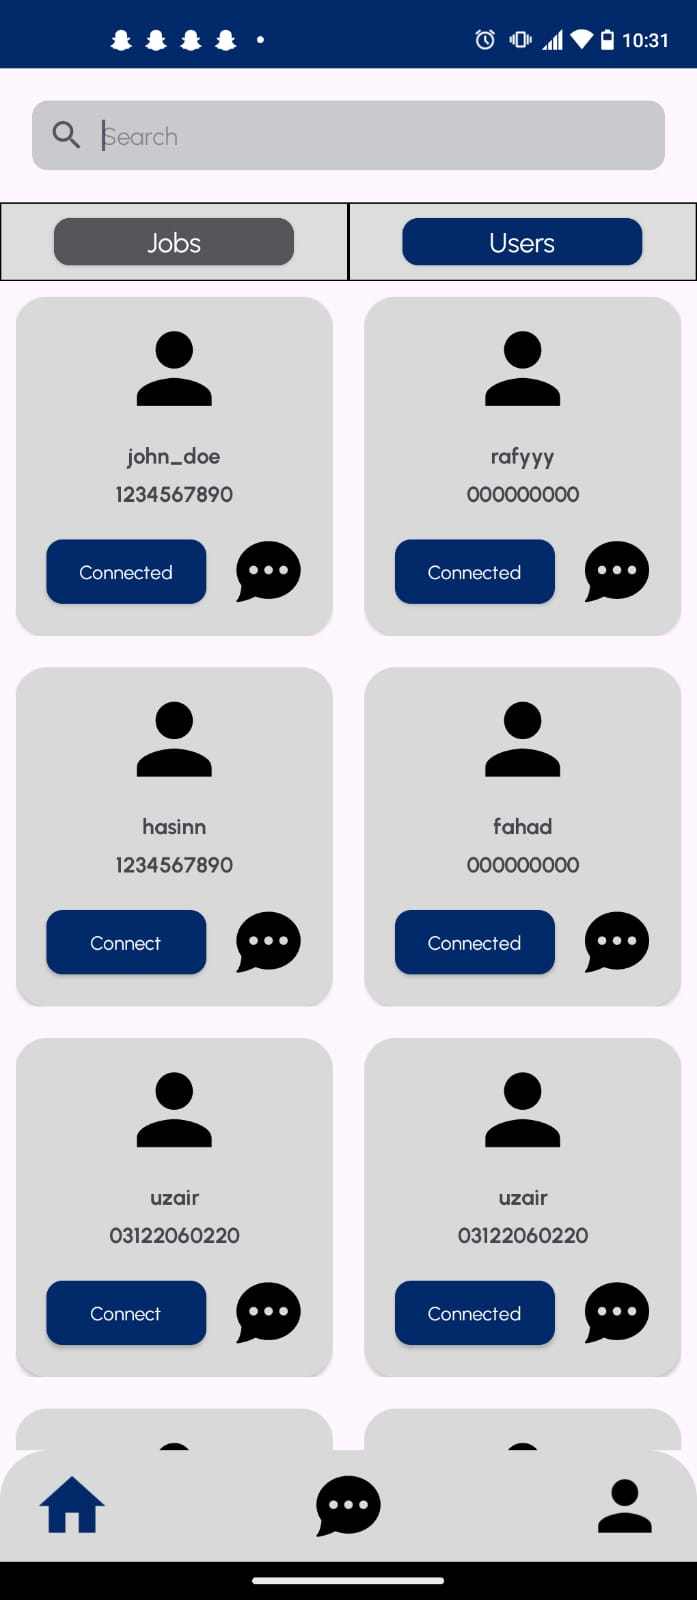 10:31
Search
Jobs
Users
john_doe
1234567890
Connected
rafyyy
000000000
Connected
hasinn
1234567890
Connect
fahad
000000000
Connected
uzair
03122060220
Connect
uzair
03122060220
Connected